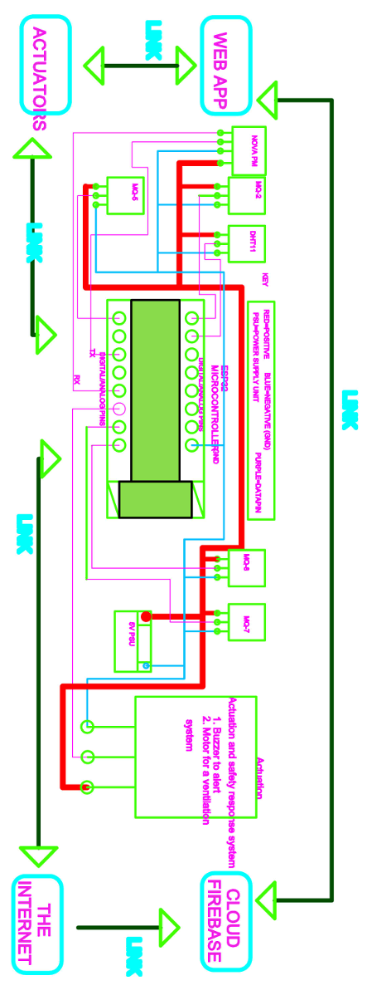 ACTUATORS
LINK
WEB APP
LINK
NOVA PM
MQ-2
MQ-5
DHT11
KEY
RED=POSITIVE
BLUE=NEGATIVE (GND)
PURPLE=DATAPIN
PSU=POWER SUPPLY UNIT
ESP32
MICROCONTROLLER
GND
DIGITAL/ANALOG PINS
DIGITAL/ANALOG PINS
TX
RX
LINK
LINK
MQ-8
MQ-7
5V PSU
Actuation
Actuation and safety response system
1. Buzzer to alert
2. Motor for a ventilation
system
THE
INTERNET
LINK
CLOUD
FIREBASE